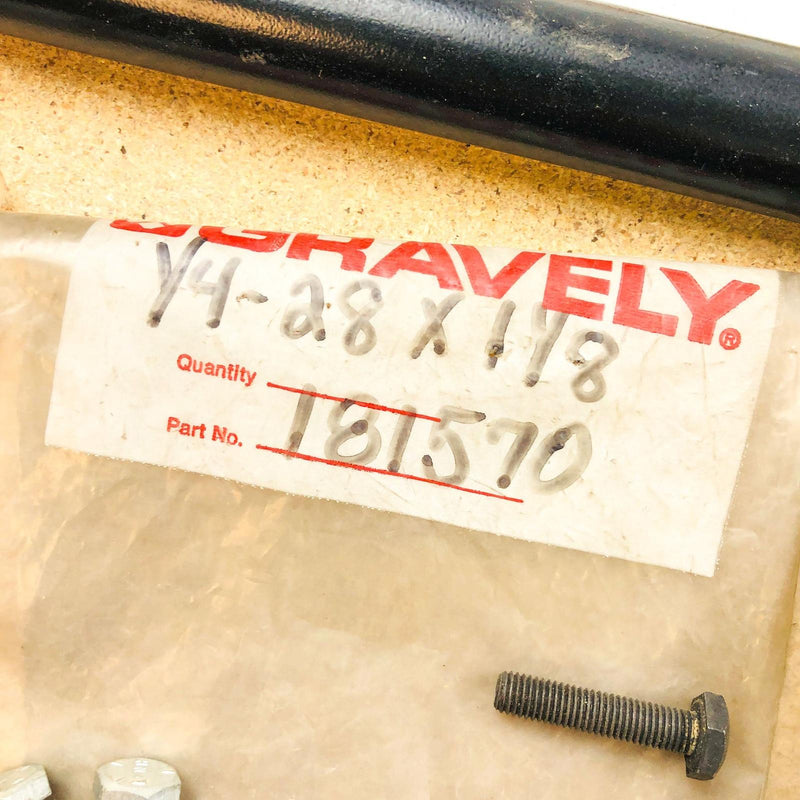 GRAVELY®
1/4-28 X 1 1/8
Quantity
Part No. 181570